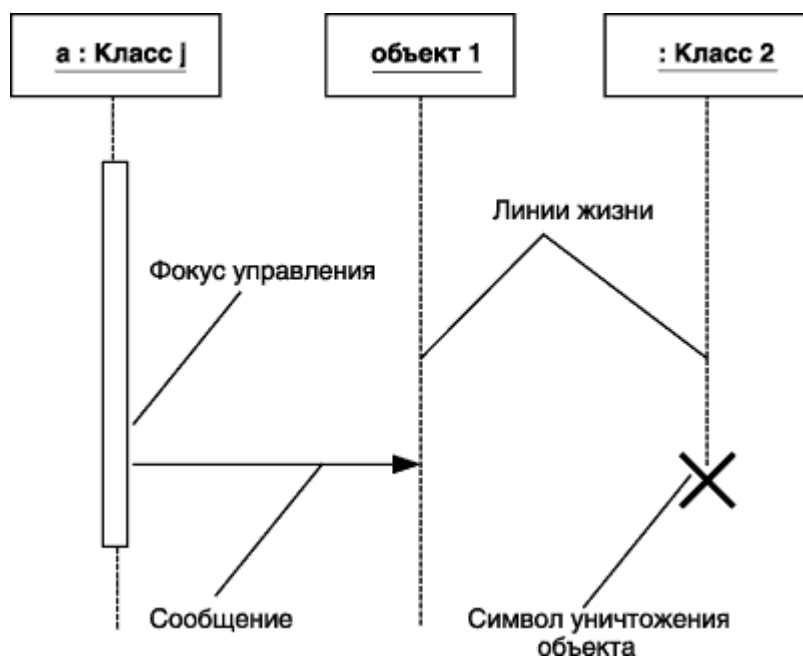 а : Класс j
объект 1
: Класс 2
Линии жизни
Фокус управления
Сообщение
Символ уничтожения
объекта